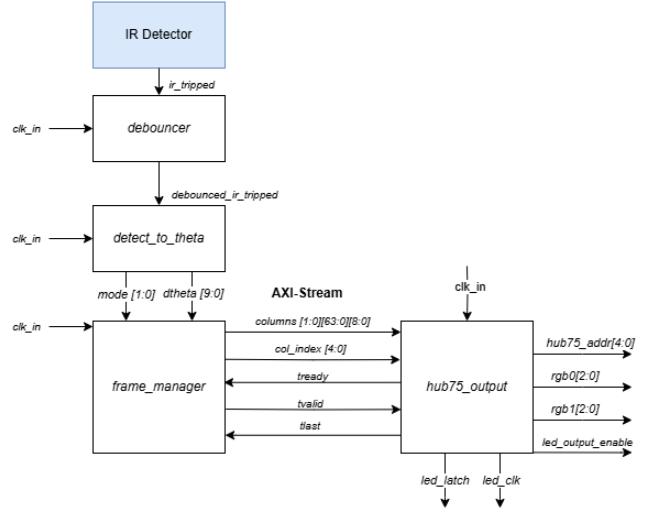 IR Detector
ir_tripped
clk_in
debouncer
debounced_ir_tripped
clk_in
detect_to_theta
mode [1:0]
dtheta [9:0]
AXI-Stream
clk_in
clk_in
columns [1:0][63:0][8:0]
col_index [4:0]
tready
tvalid
tlast
frame_manager
hub75_output
hub75_addr[4:0]
rgb0[2:0]
rgb1[2:0]
led_output_enable
led_latch
led_clk